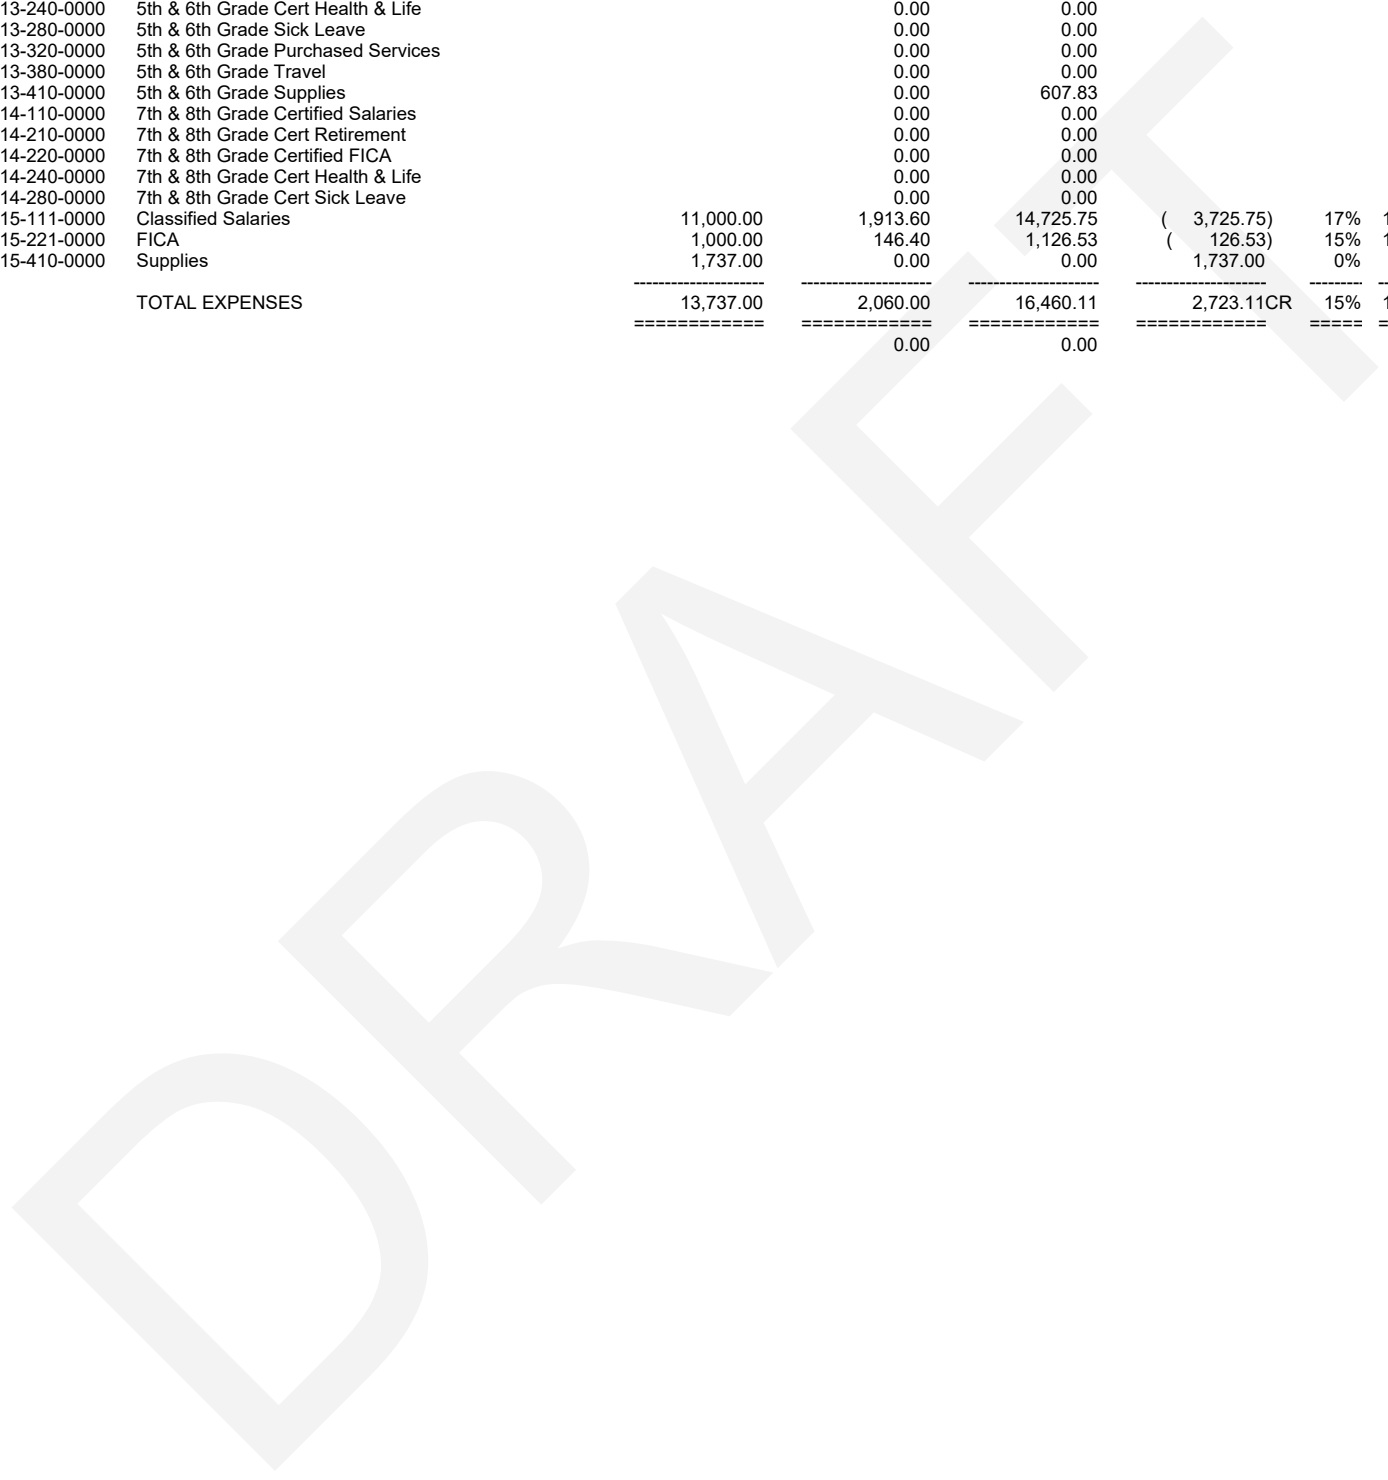 13-240-0000 5th & 6th Grade Cert Health & Life 0.00 0.00
13-280-0000 5th & 6th Grade Sick Leave 0.00 0.00
13-320-0000 5th & 6th Grade Purchased Services 0.00 0.00
13-380-0000 5th & 6th Grade Travel 0.00 0.00
13-410-0000 5th & 6th Grade Supplies 0.00 607.83
14-110-0000 7th & 8th Grade Certified Salaries 0.00 0.00
14-210-0000 7th & 8th Grade Cert Retirement 0.00 0.00
14-220-0000 7th & 8th Grade Certified FICA 0.00 0.00
14-240-0000 7th & 8th Grade Cert Health & Life 0.00 0.00
14-280-0000 7th & 8th Grade Cert Sick Leave 0.00 0.00
15-111-0000 Classified Salaries 11,000.00 1,913.60 14,725.75 ( 3,725.75) 17% 1
15-221-0000 FICA 1,000.00 146.40 1,126.53 ( 126.53) 15% 1
15-410-0000 Supplies 1,737.00 0.00 0.00 1,737.00 0%
--------------------- --------------------- --------------------- --------------------- -------- --
TOTAL EXPENSES 13,737.00 2,060.00 16,460.11 2,723.11CR 15% 1
============ ============ ============ ============ ===== =
0.00 0.00
DRAFT